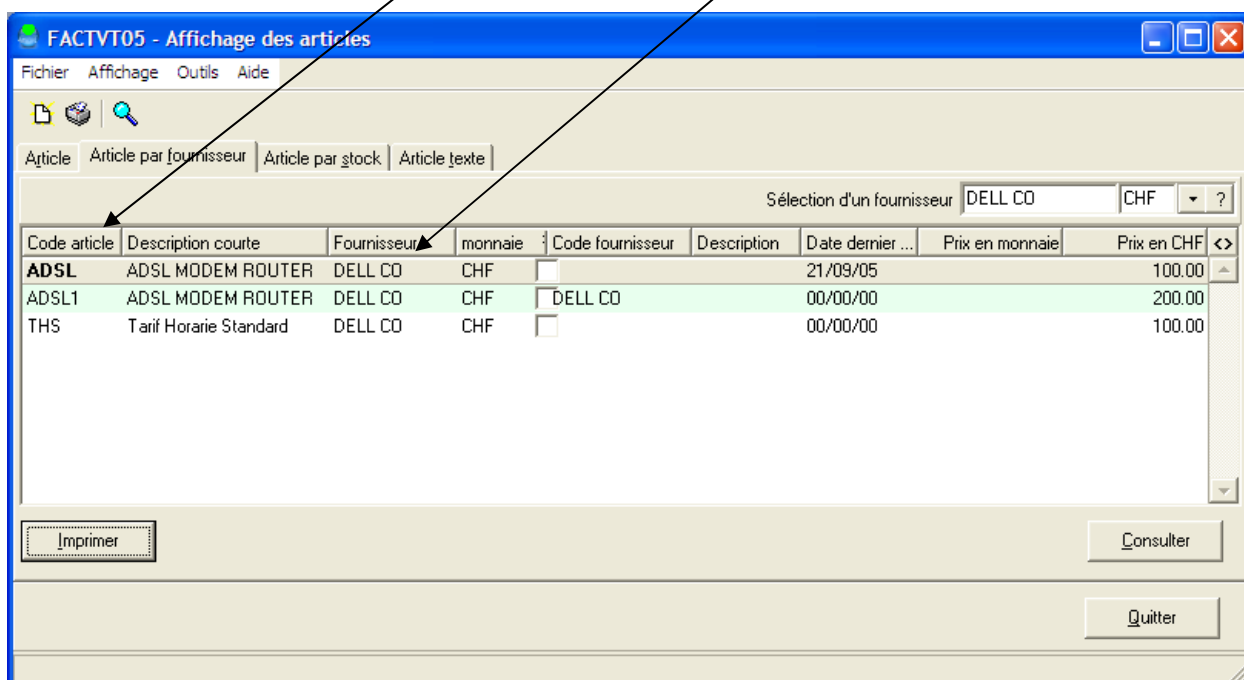 FACTVT05 - Affichage des articles
Fichier Affichage Outils Aide
Article Article par fournisseur Article par stock Article texte
Sélection d'un fournisseur DELL CO CHF ?
Code article Description courte Fournisseur monnaie Code fournisseur Description Date dernier ... Prix en monnaie Prix en CHF <>
ADSL ADSL MODEM ROUTER DELL CO CHF 21/09/05 100.00
ADSL1 ADSL MODEM ROUTER DELL CO CHF DELL CO 00/00/00 200.00
THS Tarif Horarie Standard DELL CO CHF 00/00/00 100.00
Imprimer Consulter
Quitter